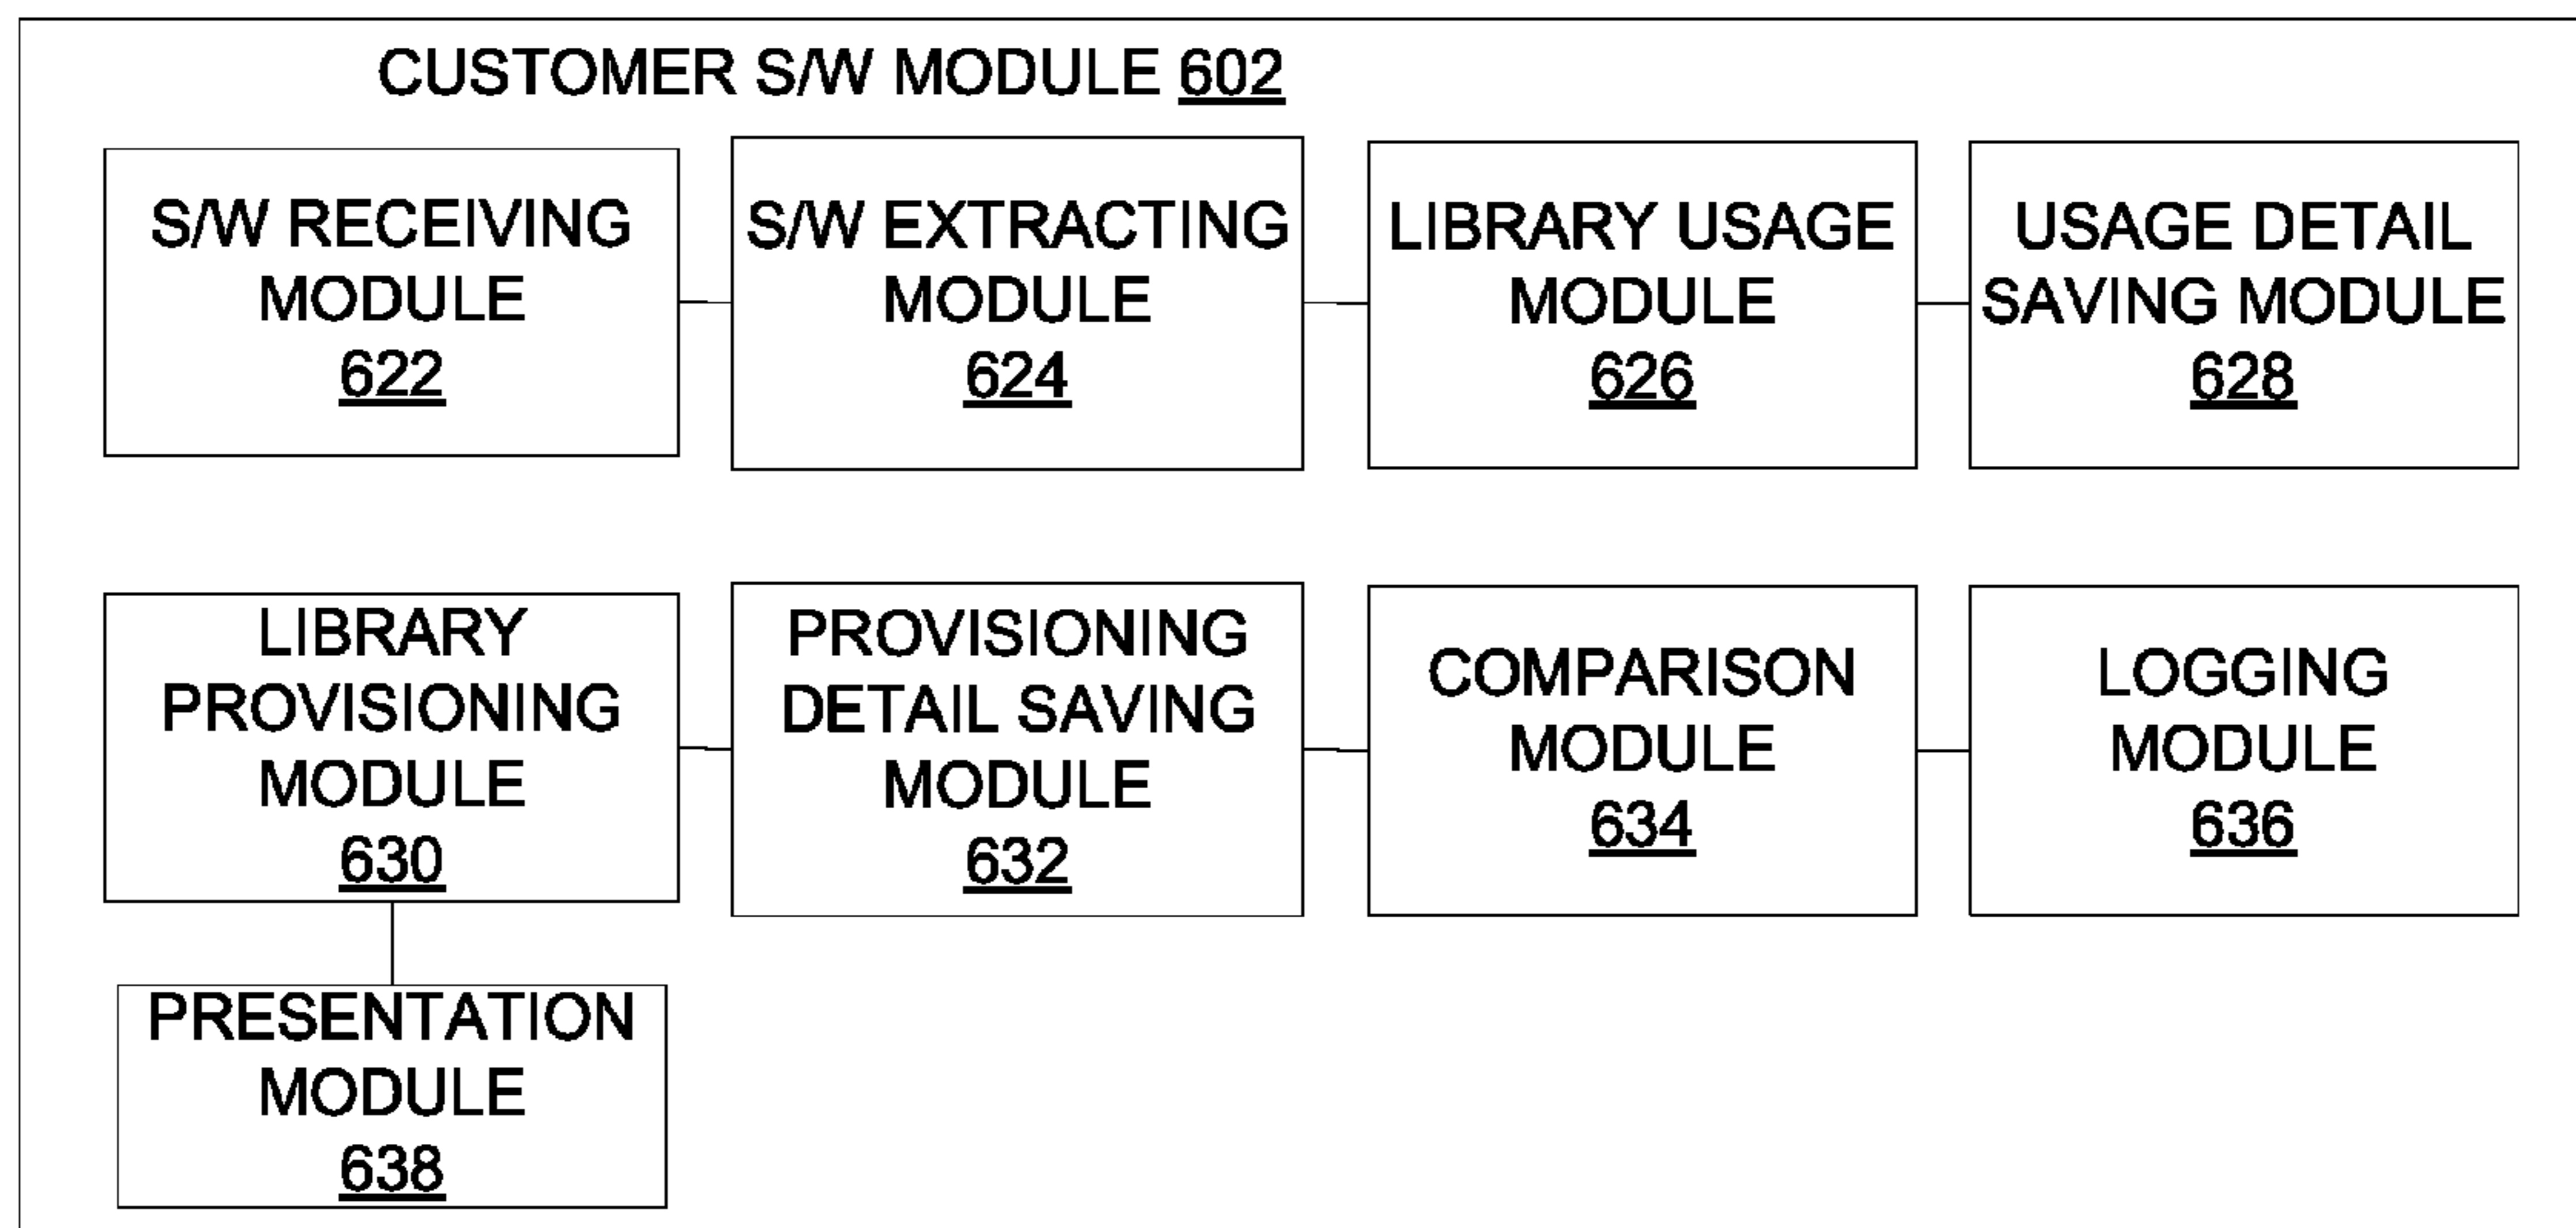 CUSTOMER S/W MODULE 602
S/W RECEIVING
MODULE
622
S/W EXTRACTING
MODULE
624
LIBRARY USAGE
MODULE
626
USAGE DETAIL
SAVING MODULE
628
LIBRARY
PROVISIONING
MODULE
630
PROVISIONING
DETAIL SAVING
MODULE
632
COMPARISON
MODULE
634
LOGGING
MODULE
636
PRESENTATION
MODULE
638